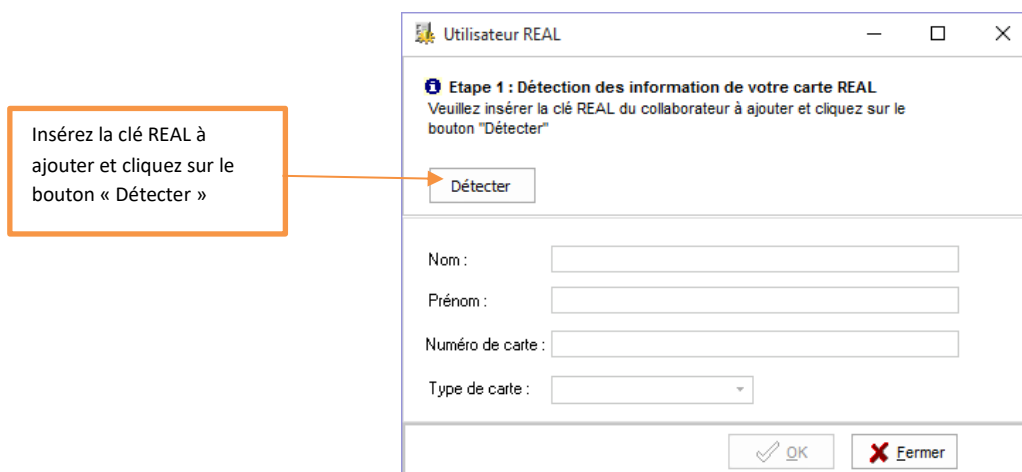 Utilisateur REAL
Etape 1 : Détection des information de votre carte REAL
Veuillez insérer la clé REAL du collaborateur à ajouter et cliquez sur le
bouton "Détecter"
Insérez la clé REAL à
ajouter et cliquez sur le
bouton « Détecter »
Détecter
Nom :
Prénom :
Numéro de carte :
Type de carte :
OK
Fermer